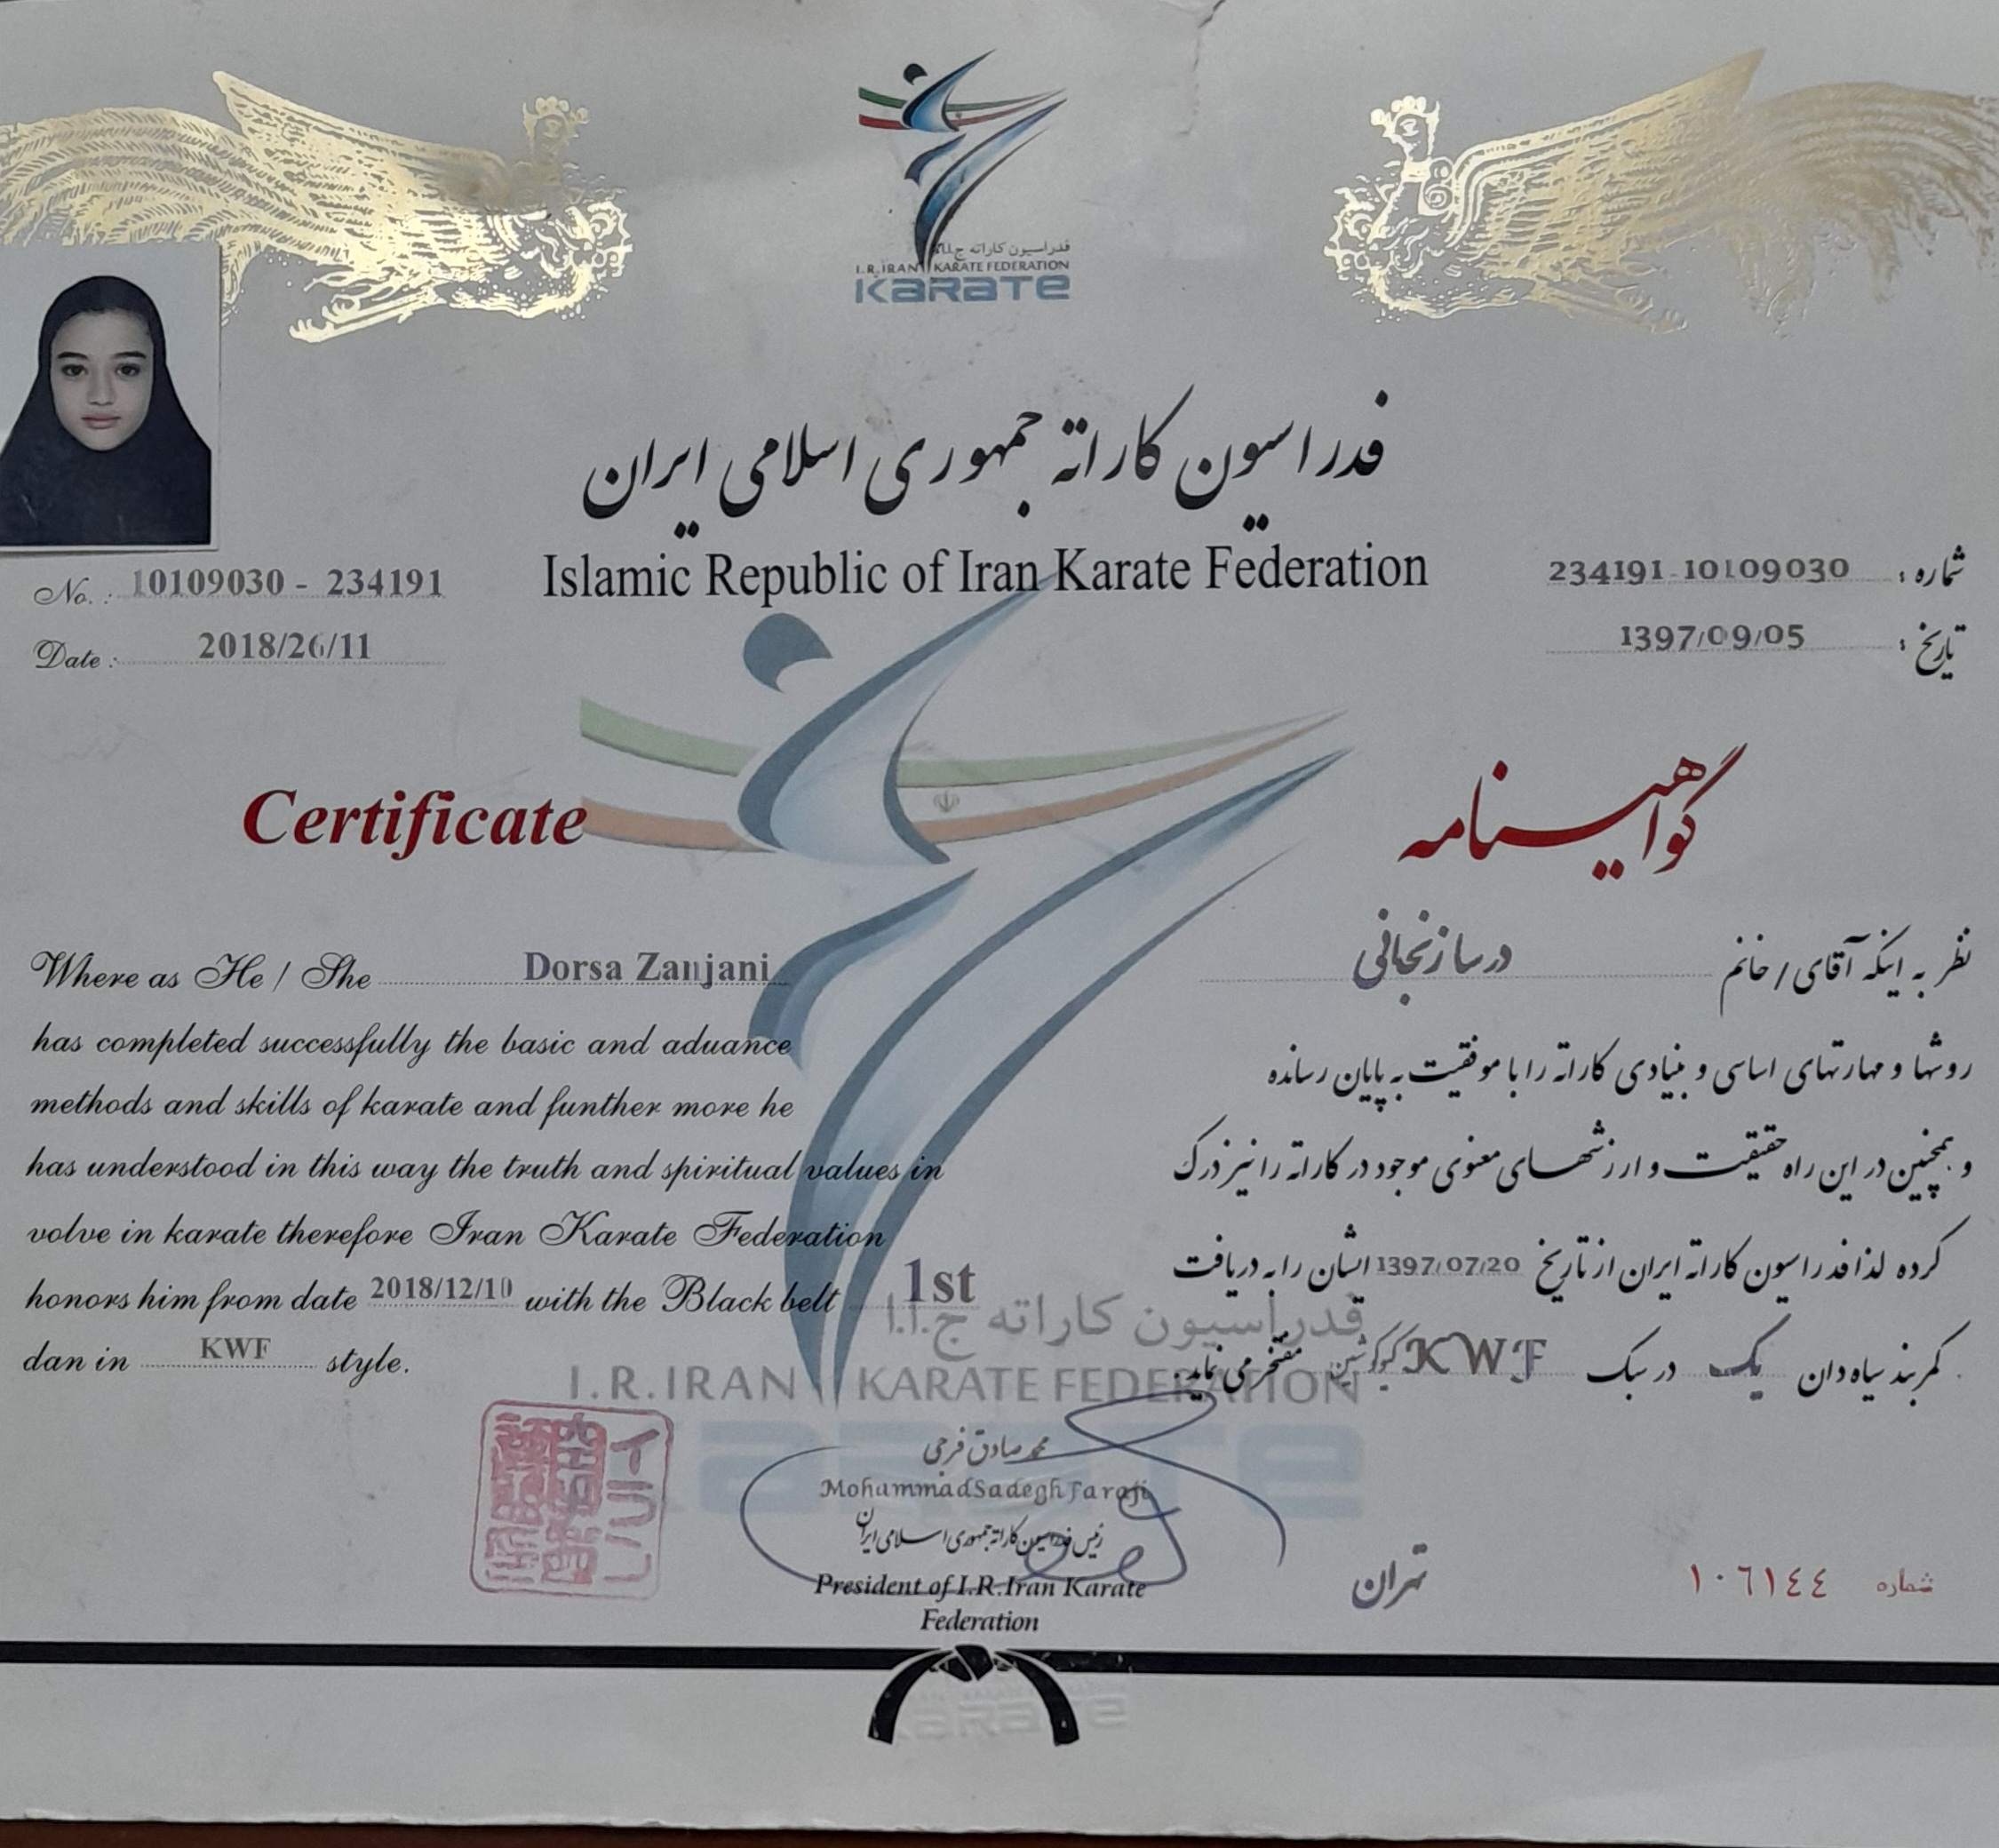 فدراسیون کاراته ج.ا.ا
I.R.IRAN KARATE FEDERATION
KARATE
فدراسیون کاراته جمهوری اسلامی ایران
Islamic Republic of Iran Karate Federation
No. : 10109030 - 234191
Date : 2018/26/11
شماره : 234191-10109030
تاریخ : 1397/09/05
Certificate
Where as He / She Dorsa Zanjani
has completed successfully the basic and aduance
methods and skills of karate and funther more he
has understood in this way the truth and spiritual values in
volve in karate therefore Iran Karate Federation
honors him from date 2018/12/10 with the Black belt 1st
dan in KWF style.
گواهینامه
نظر به اینکه آقای / خانم درسا زنجانی
روشها و مهارتهای اساسی و بنیادی کاراته را با موفقیت به پایان رسانده
و همچنین در این راه حقیقت و ارزشهای معنوی موجود در کاراته را نیز درک
کرده لذا فدراسیون کاراته ایران از تاریخ 1397/07/20 ایشان را به دریافت
کمربند سیاه دان یک در سبک KWF کیوکوشین مفتخر می نماید.
فدراسیون کاراته ج.ا.ا
I.R.IRAN KARATE FEDERATION
محمد صادق فرجی
Mohammad Sadegh Faraji
رئیس فدراسیون کاراته جمهوری اسلامی ایران
President of I.R.Iran Karate
Federation
تهران
شماره ١٠٦١٤٤
KARATE